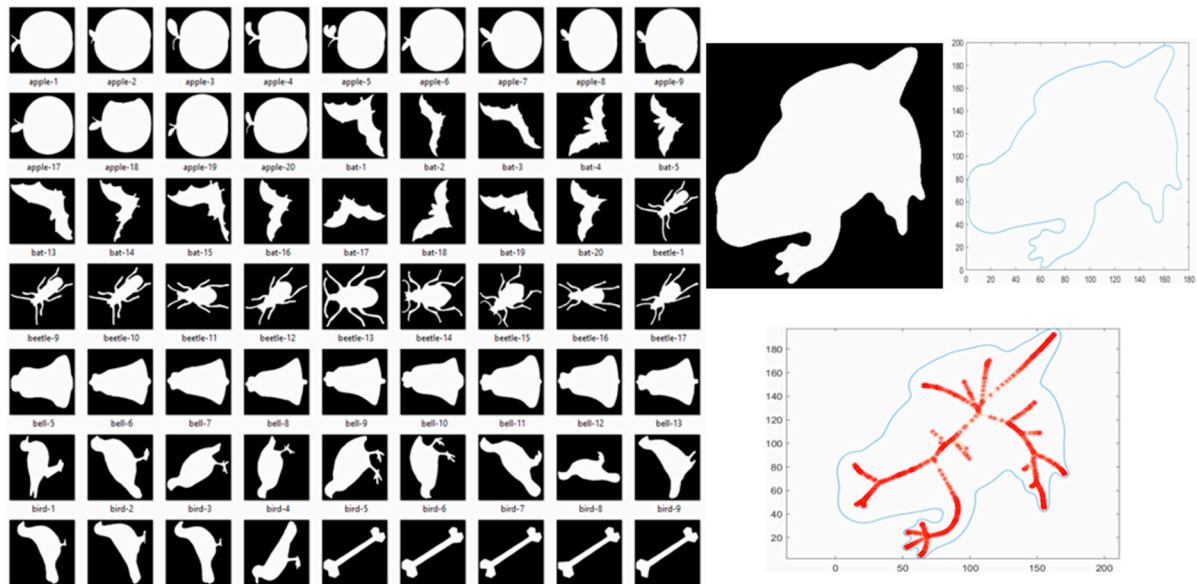 apple-1 apple-2 apple-3 apple-4 apple-5 apple-6 apple-7 apple-8 apple-9
apple-17 apple-18 apple-19 apple-20 bat-1 bat-2 bat-3 bat-4 bat-5
bat-13 bat-14 bat-15 bat-16 bat-17 bat-18 bat-19 bat-20 beetle-1
beetle-9 beetle-10 beetle-11 beetle-12 beetle-13 beetle-14 beetle-15 beetle-16 beetle-17
bell-5 bell-6 bell-7 bell-8 bell-9 bell-10 bell-11 bell-12 bell-13
bird-1 bird-2 bird-3 bird-4 bird-5 bird-6 bird-7 bird-8 bird-9
200
180
160
140
120
100
80
60
40
20
0
0 20 40 60 80 100 120 140 160 180
180
160
140
120
100
80
60
40
20
0 50 100 150 200